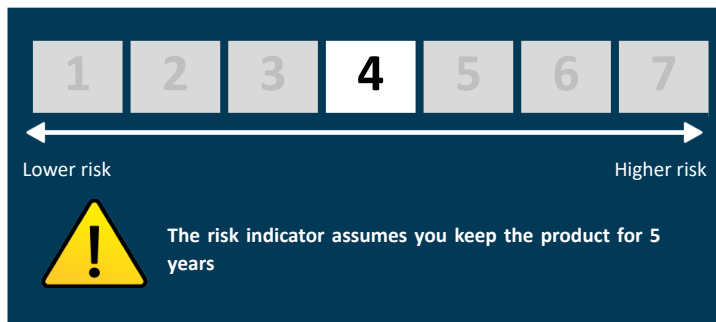 1 2 3 4 5 6 7
Lower risk Higher risk
The risk indicator assumes you keep the product for 5
years